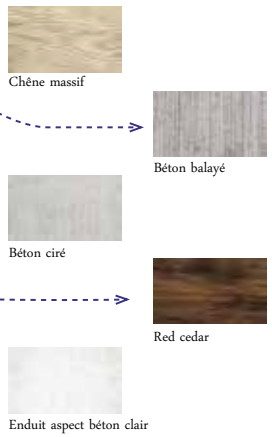 Chêne massif
Béton balayé
Béton ciré
Red cedar
Enduit aspect béton clair